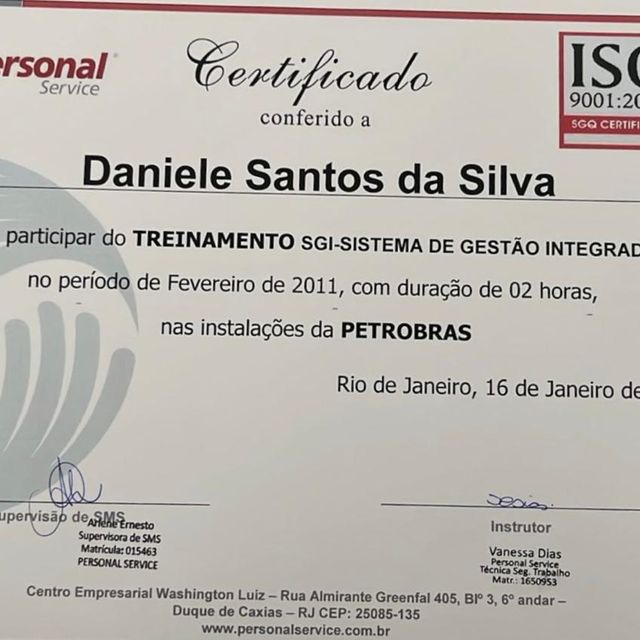 ersonal
Service
Certificado
ISO
9001:20
SGQ CERTIFI
conferido a
Daniele Santos da Silva
participar do TREINAMENTO SGI-SISTEMA DE GESTÃO INTEGRAD
no período de Fevereiro de 2011, com duração de 02 horas,
nas instalações da PETROBRAS
Rio de Janeiro, 16 de Janeiro de
upervisão de SMS
Arlene Ernesto
Supervisora de SMS
Matrícula: 015463
PERSONAL SERVICE
Instrutor
Vanessa Dias
Personal Service
Técnica Seg. Trabalho
Matr.: 1650953
Centro Empresarial Washington Luiz – Rua Almirante Greenfal 405, Blº 3, 6º andar –
Duque de Caxias – RJ CEP: 25085-135
www.personalservice.com.br